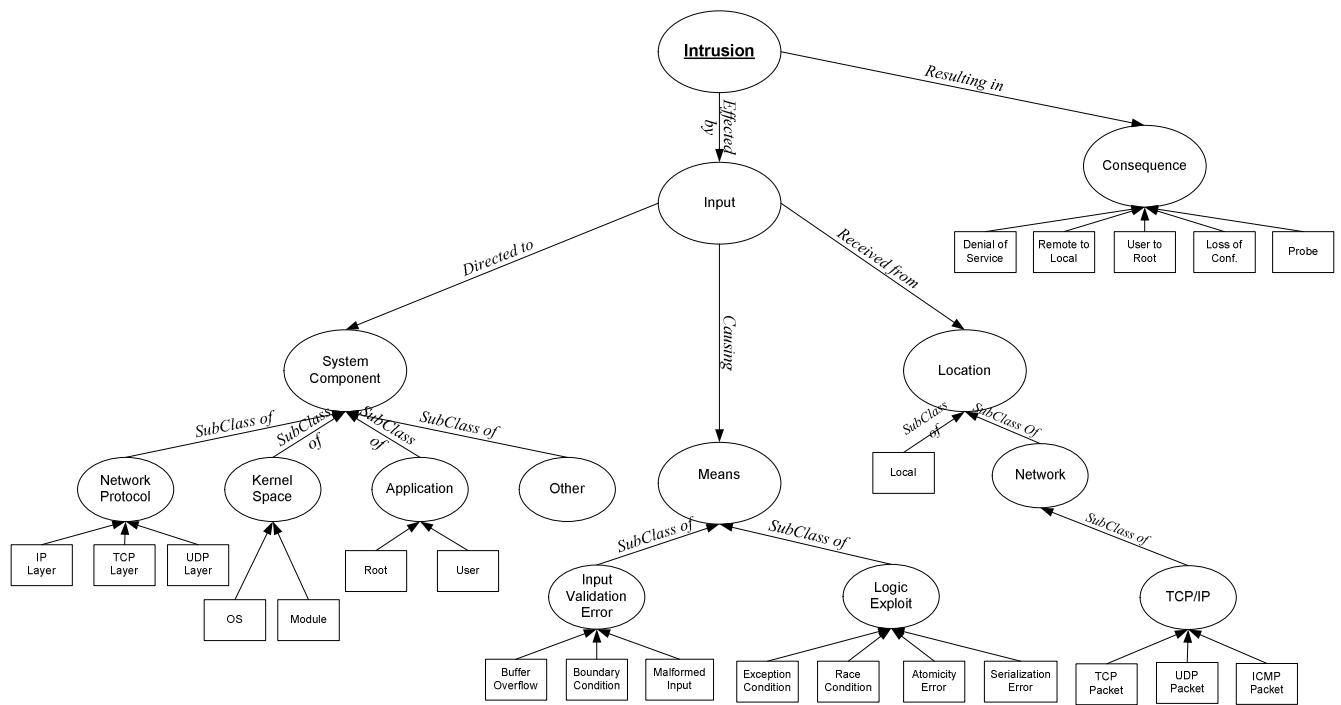 Intrusion
Resulting in
Effected
by
Consequence
Input
Denial of
Service
Remote to
Local
User to
Root
Loss of
Conf.
Probe
Directed to
Received from
Causing
System
Component
Location
SubClass of
SubClass
of
SubClass
of
SubClass of
SubClass
of
SubClass Of
Network
Protocol
Kernel
Space
Application
Other
Means
Local
Network
IP
Layer
TCP
Layer
UDP
Layer
Root
User
SubClass of
SubClass of
SubClass of
OS
Module
Input
Validation
Error
Logic
Exploit
TCP/IP
Buffer
Overflow
Boundary
Condition
Malformed
Input
Exception
Condition
Race
Condition
Atomicity
Error
Serialization
Error
TCP
Packet
UDP
Packet
ICMP
Packet